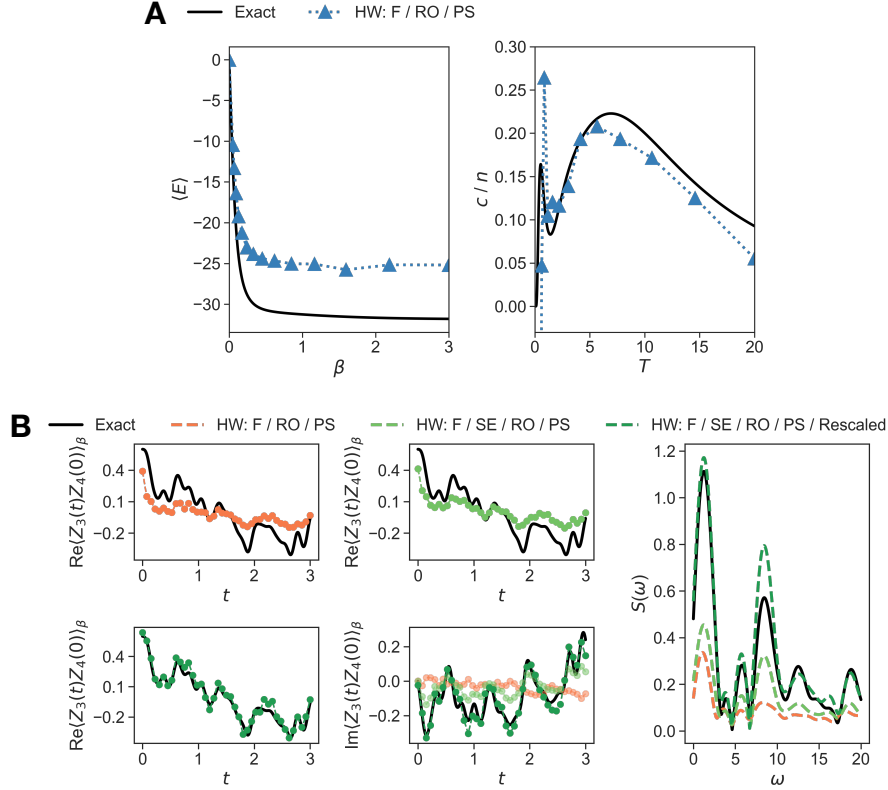 A
Exact
HW: F / RO / PS
0
−5
−10
−15
−20
−25
−30
⟨E⟩
0
1
2
3
β
0.30
0.25
0.20
0.15
0.10
0.05
0.00
c / n
0
5
10
15
20
T
B
Exact
HW: F / RO / PS
HW: F / SE / RO / PS
HW: F / SE / RO / PS / Rescaled
0.4
0.1
−0.2
Re⟨Z₃(t)Z₄(0)⟩ᵦ
0
1
2
3
t
0.4
0.1
−0.2
Re⟨Z₃(t)Z₄(0)⟩ᵦ
0
1
2
3
t
0.4
0.1
−0.2
Re⟨Z₃(t)Z₄(0)⟩ᵦ
0
1
2
3
t
0.2
0.0
−0.2
Im⟨Z₃(t)Z₄(0)⟩ᵦ
0
1
2
3
t
1.2
1.0
0.8
0.6
0.4
0.2
0.0
S(ω)
0
5
10
15
20
ω